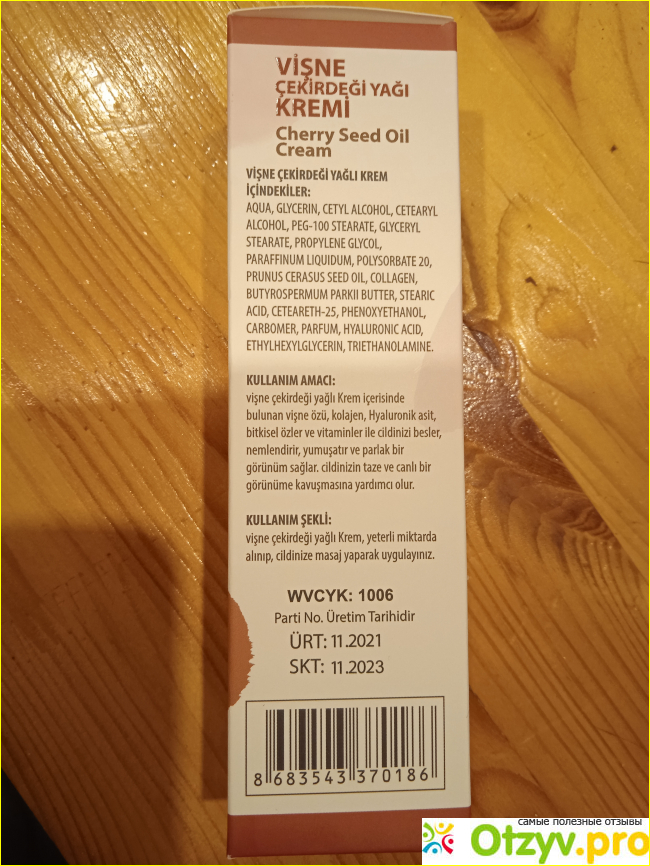 VİŞNE
ÇEKİRDEĞİ YAĞI
KREMİ
Cherry Seed Oil
Cream
VİŞNE ÇEKİRDEĞİ YAĞLI KREM
İÇİNDEKİLER:
AQUA, GLYCERIN, CETYL ALCOHOL, CETEARYL
ALCOHOL, PEG-100 STEARATE, GLYCERYL
STEARATE, PROPYLENE GLYCOL,
PARAFFINUM LIQUIDUM, POLYSORBATE 20,
PRUNUS CERASUS SEED OIL, COLLAGEN,
BUTYROSPERMUM PARKII BUTTER, STEARIC
ACID, CETEARETH-25, PHENOXYETHANOL,
CARBOMER, PARFUM, HYALURONIC ACID,
ETHYLHEXYLGLYCERIN, TRIETHANOLAMINE.
KULLANIM AMACI:
vişne çekirdeği yağlı Krem içerisinde
bulunan vişne özü, kolajen, Hyaluronik asit,
bitkisel özler ve vitaminler ile cildinizi besler,
nemlendirir, yumuşatır ve parlak bir
görünüm sağlar. cildinizin taze ve canlı bir
görünüme kavuşmasına yardımcı olur.
KULLANIM ŞEKLİ:
vişne çekirdeği yağlı Krem, yeterli miktarda
alınıp, cildinize masaj yaparak uygulayınız.
WVCYK: 1006
Parti No. Üretim Tarihidir
ÜRT: 11.2021
SKT: 11.2023
8 683543 370186
самые полезные отзывы
Otzyv.pro